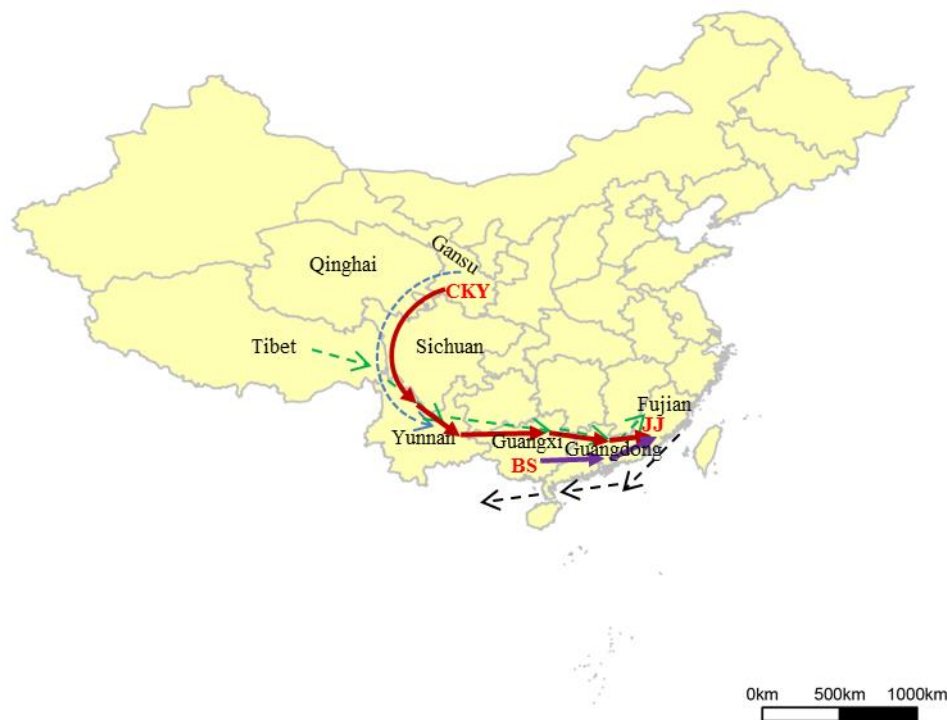 Gansu
Qinghai
CKY
Tibet
Sichuan
Fujian
JJ
Yunnan
Guangxi
Guangdong
BS
0km 500km 1000km